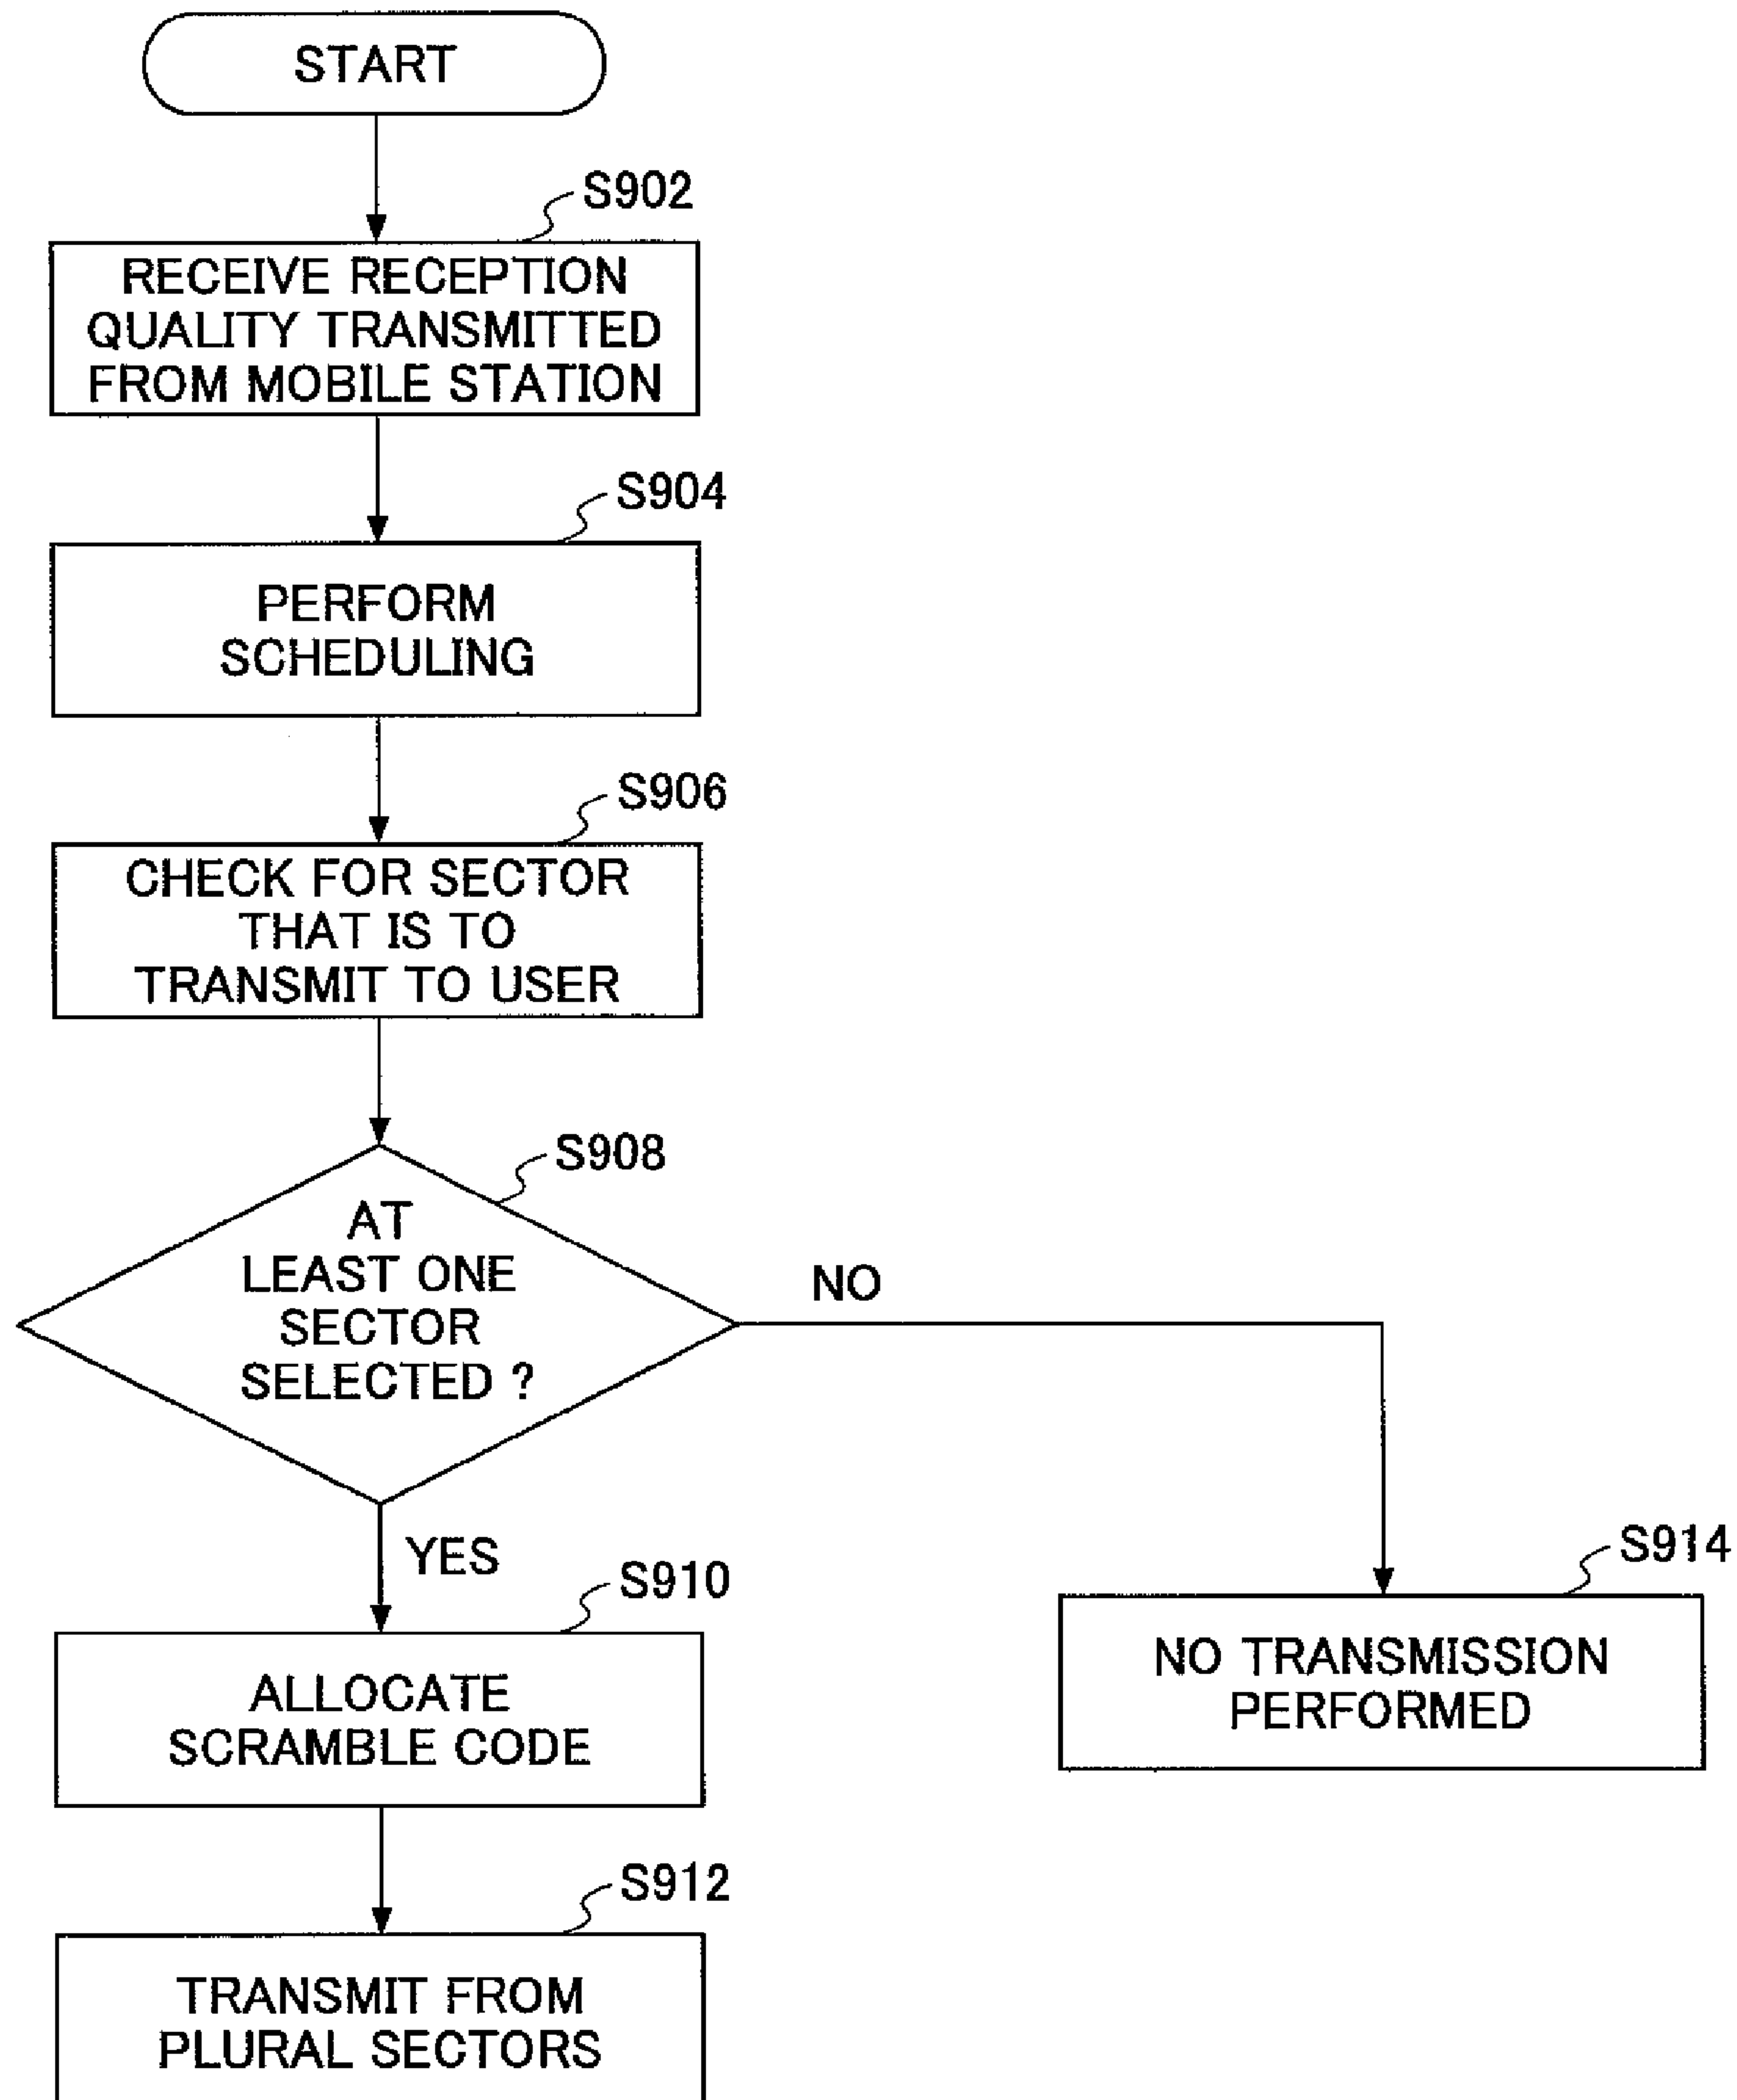 START
S902
RECEIVE RECEPTION
QUALITY TRANSMITTED
FROM MOBILE STATION
S904
PERFORM
SCHEDULING
S906
CHECK FOR SECTOR
THAT IS TO
TRANSMIT TO USER
S908
AT
LEAST ONE
SECTOR
SELECTED ?
NO
YES
S910
ALLOCATE
SCRAMBLE CODE
S914
NO TRANSMISSION
PERFORMED
S912
TRANSMIT FROM
PLURAL SECTORS